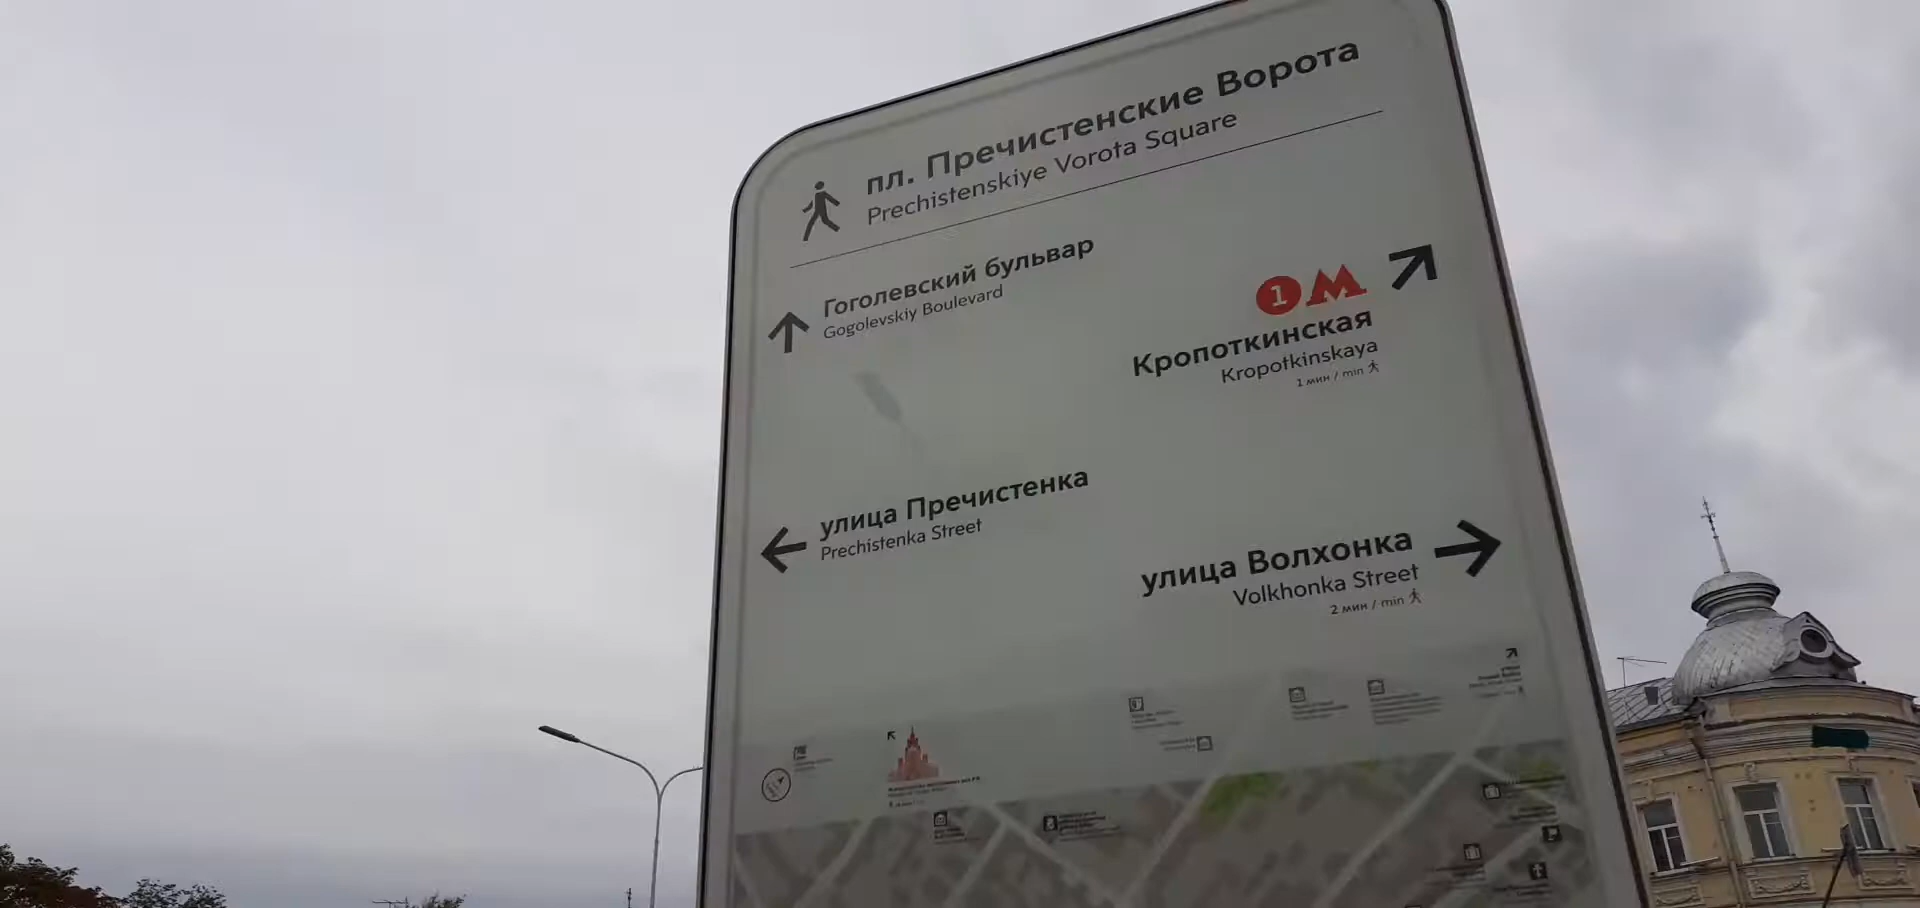 пл. Пречистенские Ворота
Prechistenskiye Vorota Square
Гоголевский бульвар
Gogolevskiy Boulevard
1 М
Кропоткинская
Kropotkinskaya
1 мин / min
улица Пречистенка
Prechistenka Street
улица Волхонка
Volkhonka Street
2 мин / min